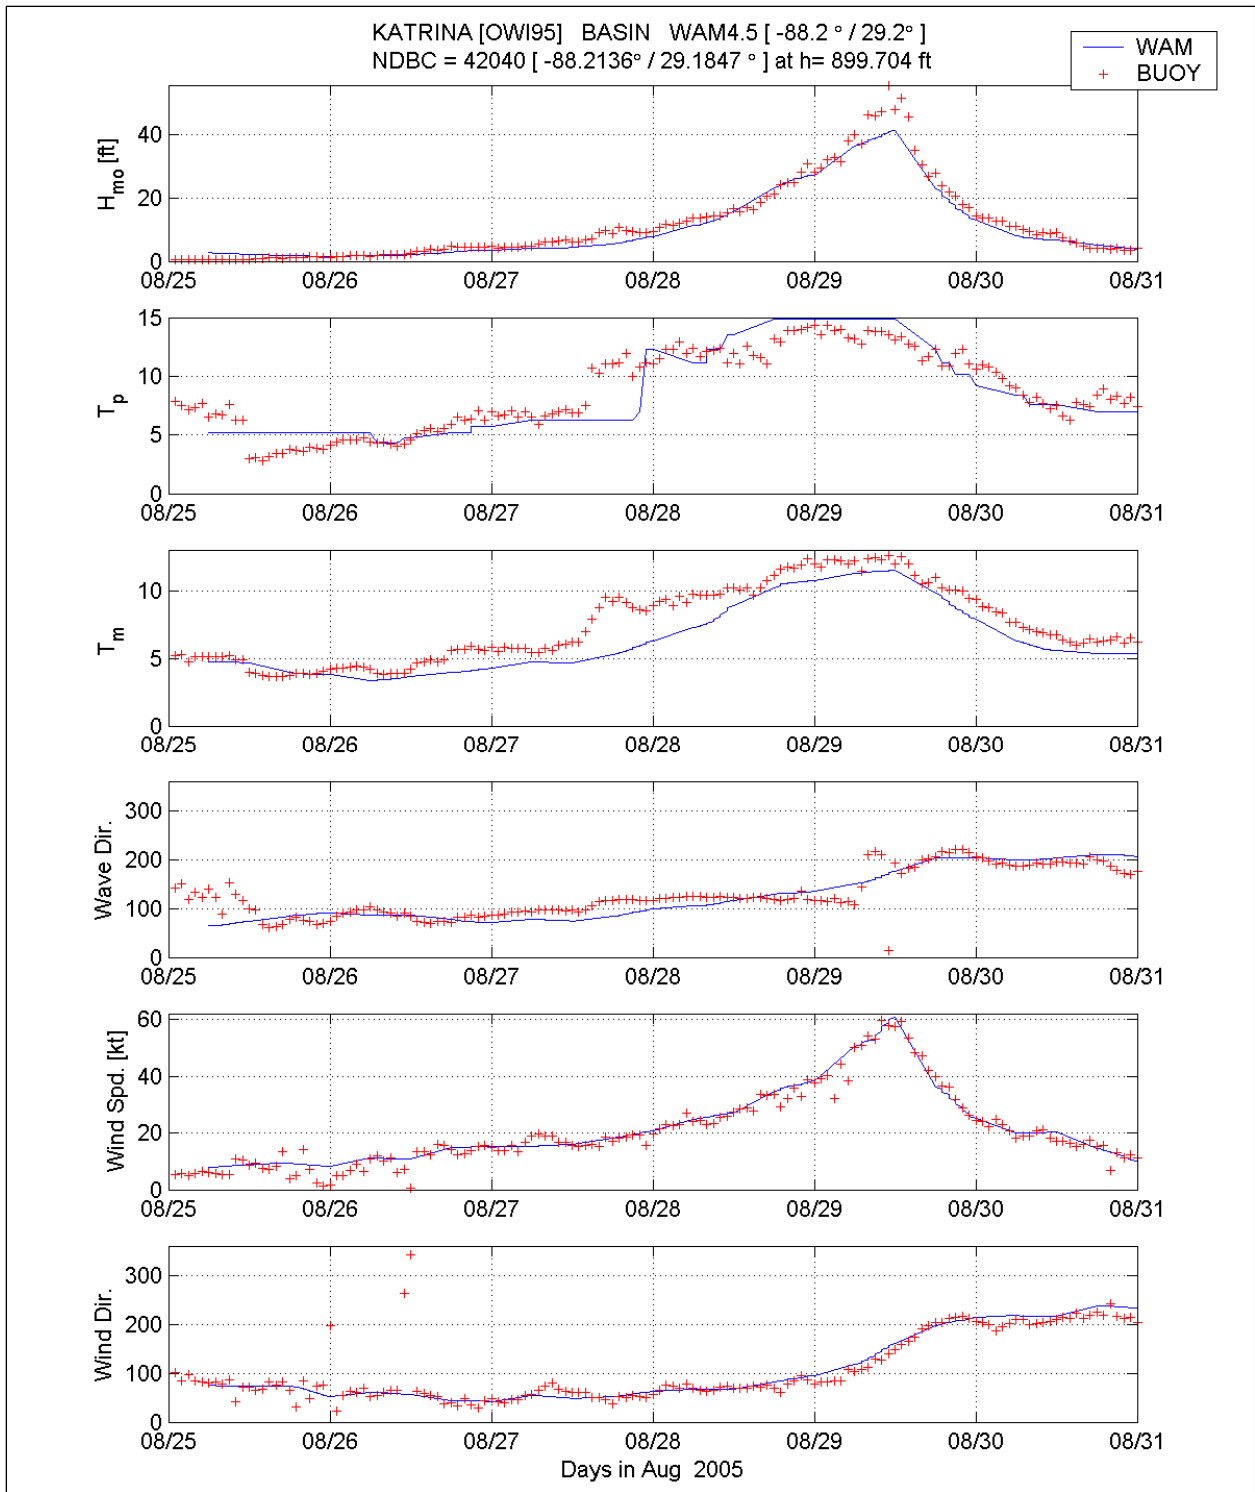 KATRINA [OWI95] BASIN WAM4.5 [ -88.2 ° / 29.2° ]
NDBC = 42040 [ -88.2136° / 29.1847 ° ] at h= 899.704 ft
WAM
BUOY
Hmo [ft]
40
20
0
08/25 08/26 08/27 08/28 08/29 08/30 08/31
Tp
15
10
5
0
08/25 08/26 08/27 08/28 08/29 08/30 08/31
Tm
10
5
0
08/25 08/26 08/27 08/28 08/29 08/30 08/31
Wave Dir.
300
200
100
0
08/25 08/26 08/27 08/28 08/29 08/30 08/31
Wind Spd. [kt]
60
40
20
0
08/25 08/26 08/27 08/28 08/29 08/30 08/31
Wind Dir.
300
200
100
0
08/25 08/26 08/27 08/28 08/29 08/30 08/31
Days in Aug 2005